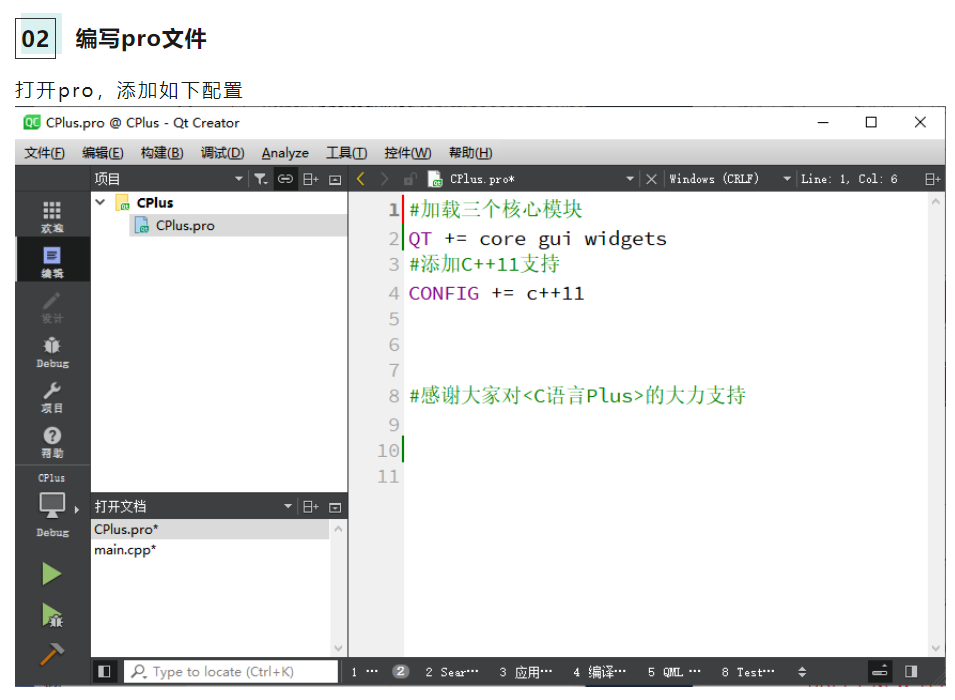 02 编写pro文件
打开pro，添加如下配置
CPlus.pro @ CPlus - Qt Creator
文件(F) 编辑(E) 构建(B) 调试(D) Analyze 工具(T) 控件(W) 帮助(H)
项目 CPlus.pro* Windows (CRLF) Line: 1, Col: 6
欢迎
编辑
设计
Debug
项目
帮助
CPlus
Debug
CPlus
CPlus.pro
打开文档
CPlus.pro*
main.cpp*
1 #加载三个核心模块
2 QT += core gui widgets
3 #添加C++11支持
4 CONFIG += c++11
5
6
7
8 #感谢大家对<C语言Plus>的大力支持
9
10
11
Type to locate (Ctrl+K) 1 ⋯ 2 2 Sear⋯ 3 应用⋯ 4 编译⋯ 5 QML ⋯ 8 Test⋯